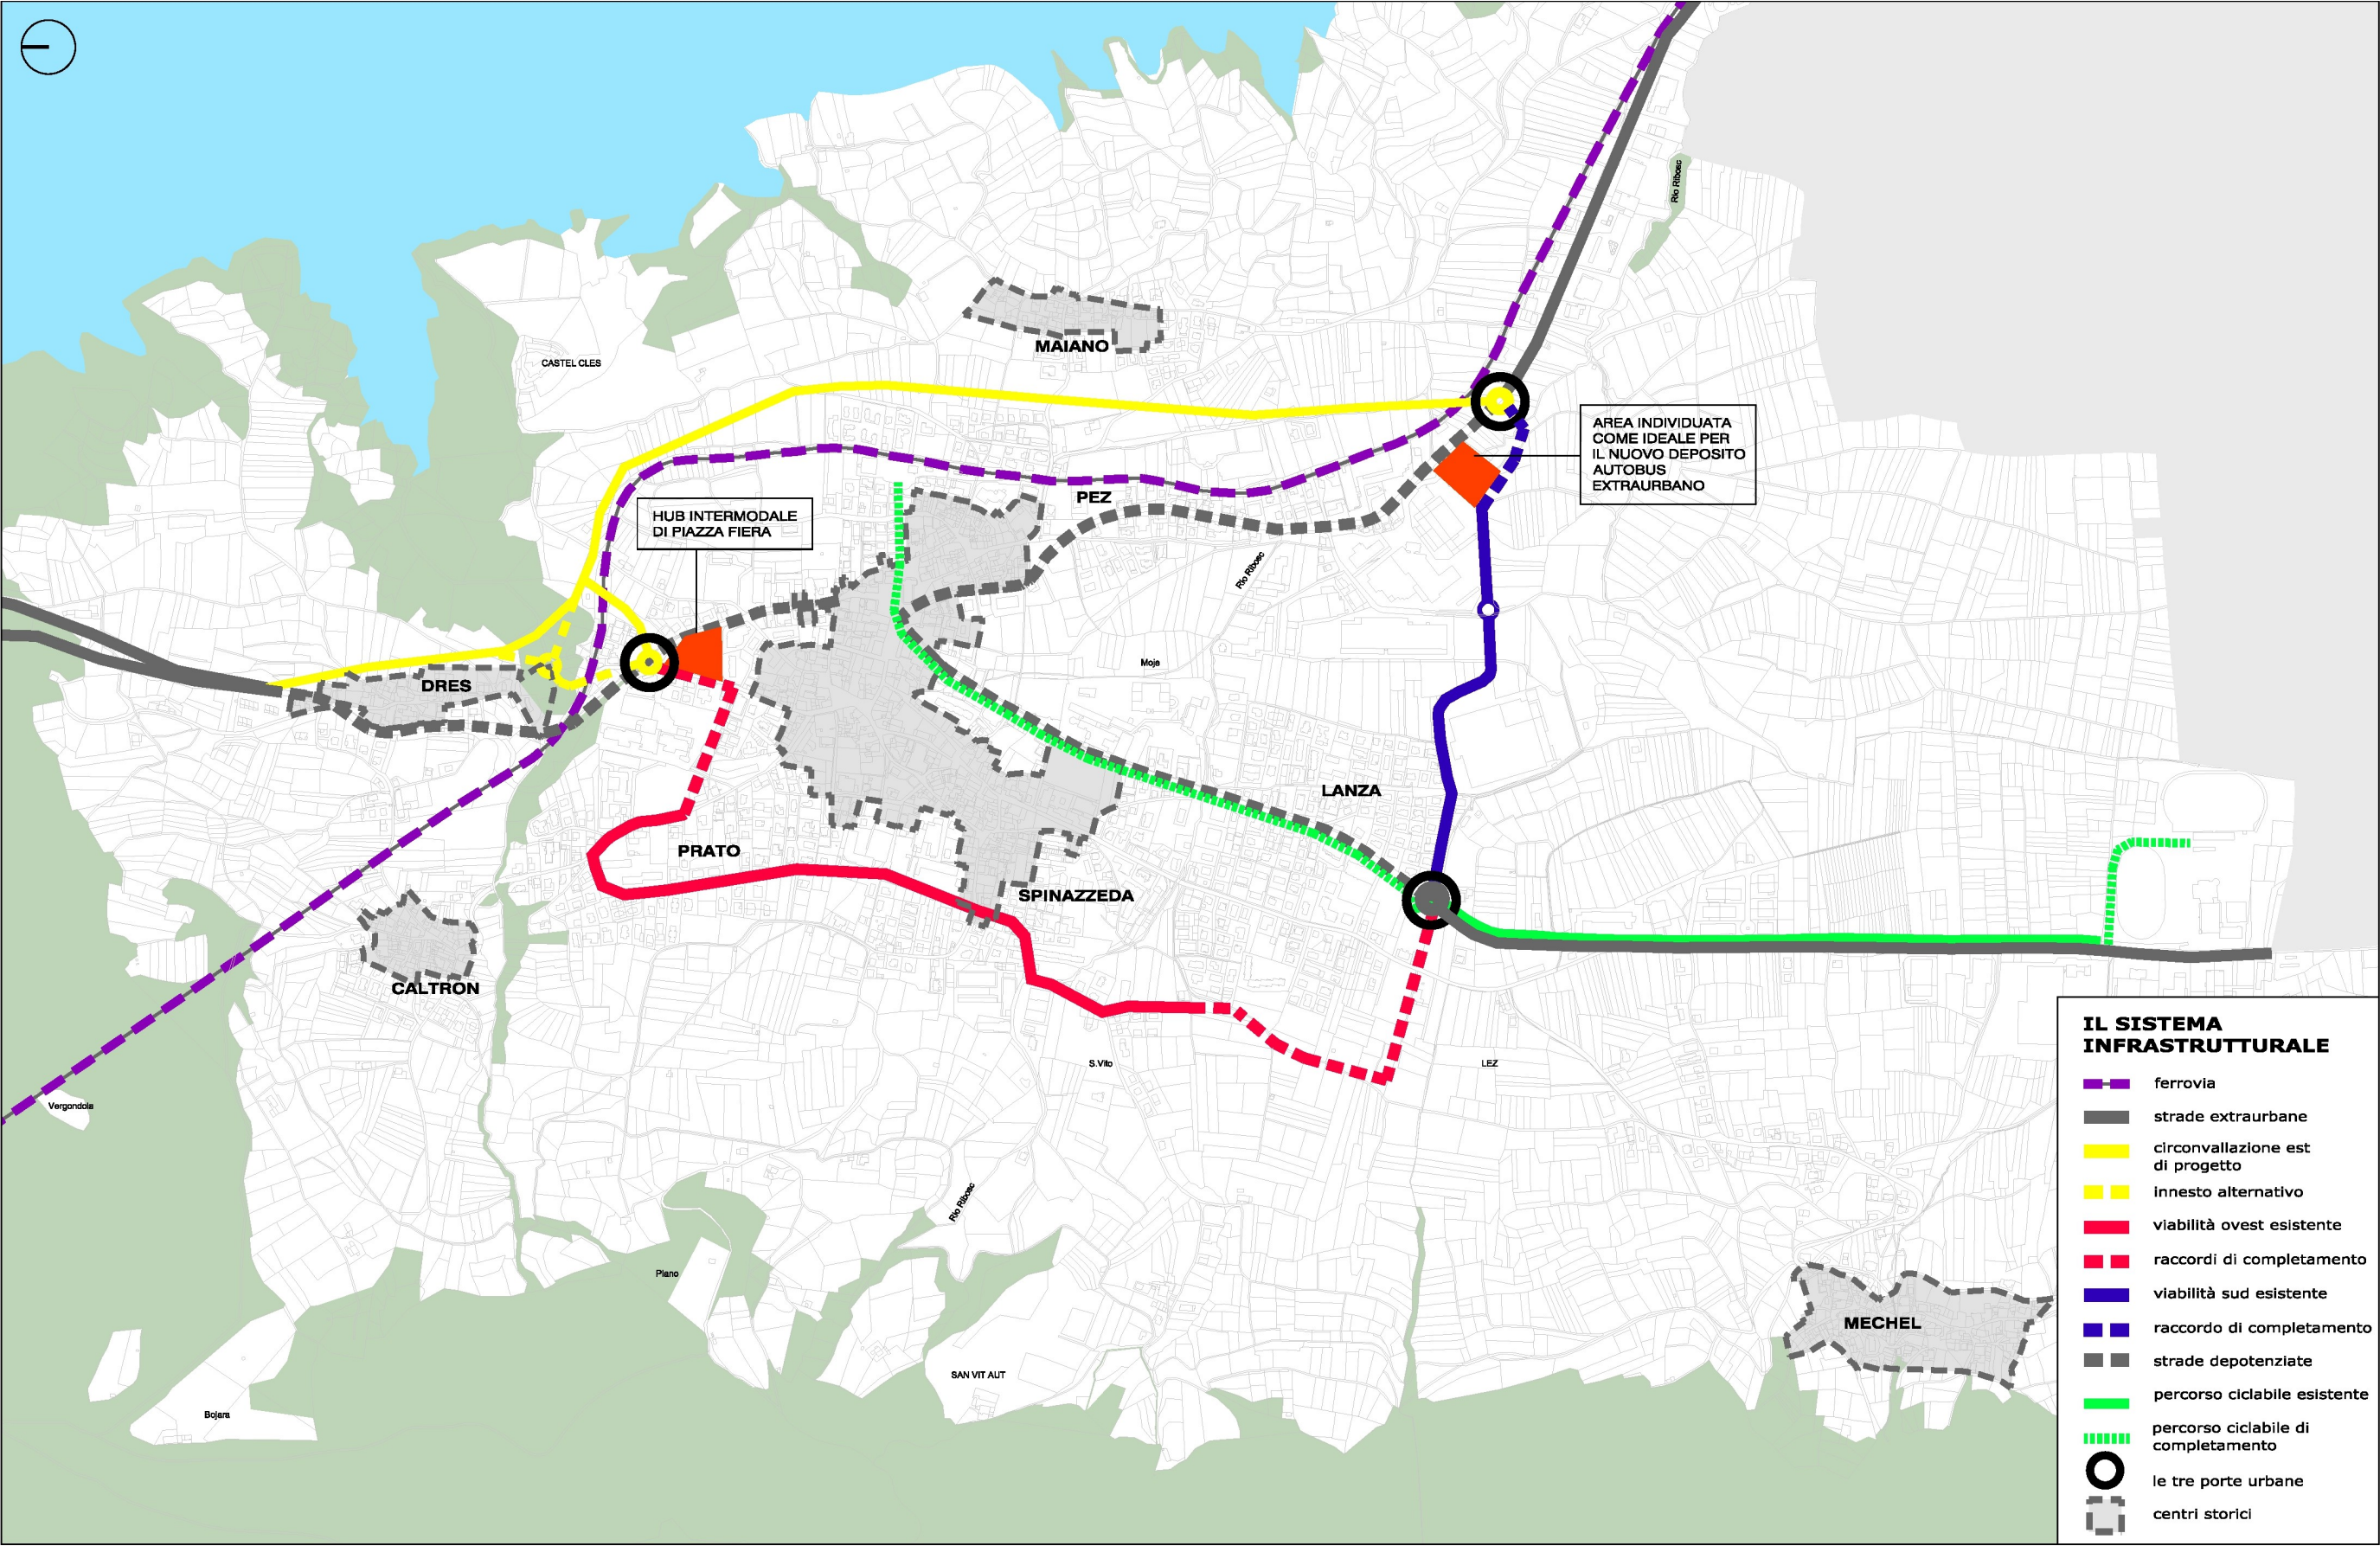 Rio Ribosc
MAIANO
CASTEL CLES
AREA INDIVIDUATA
COME IDEALE PER
IL NUOVO DEPOSITO
AUTOBUS
EXTRAURBANO
PEZ
HUB INTERMODALE
DI PIAZZA FIERA
Rio Ribosc
Moja
DRES
LANZA
PRATO
SPINAZZEDA
CALTRON
S.Vito
LEZ
Vergondola
Rio Ribosc
Plano
SAN VIT AUT
Bojara
MECHEL
IL SISTEMA
INFRASTRUTTURALE
ferrovia
strade extraurbane
circonvallazione est
di progetto
innesto alternativo
viabilità ovest esistente
raccordi di completamento
viabilità sud esistente
raccordo di completamento
strade depotenziate
percorso ciclabile esistente
percorso ciclabile di
completamento
le tre porte urbane
centri storici